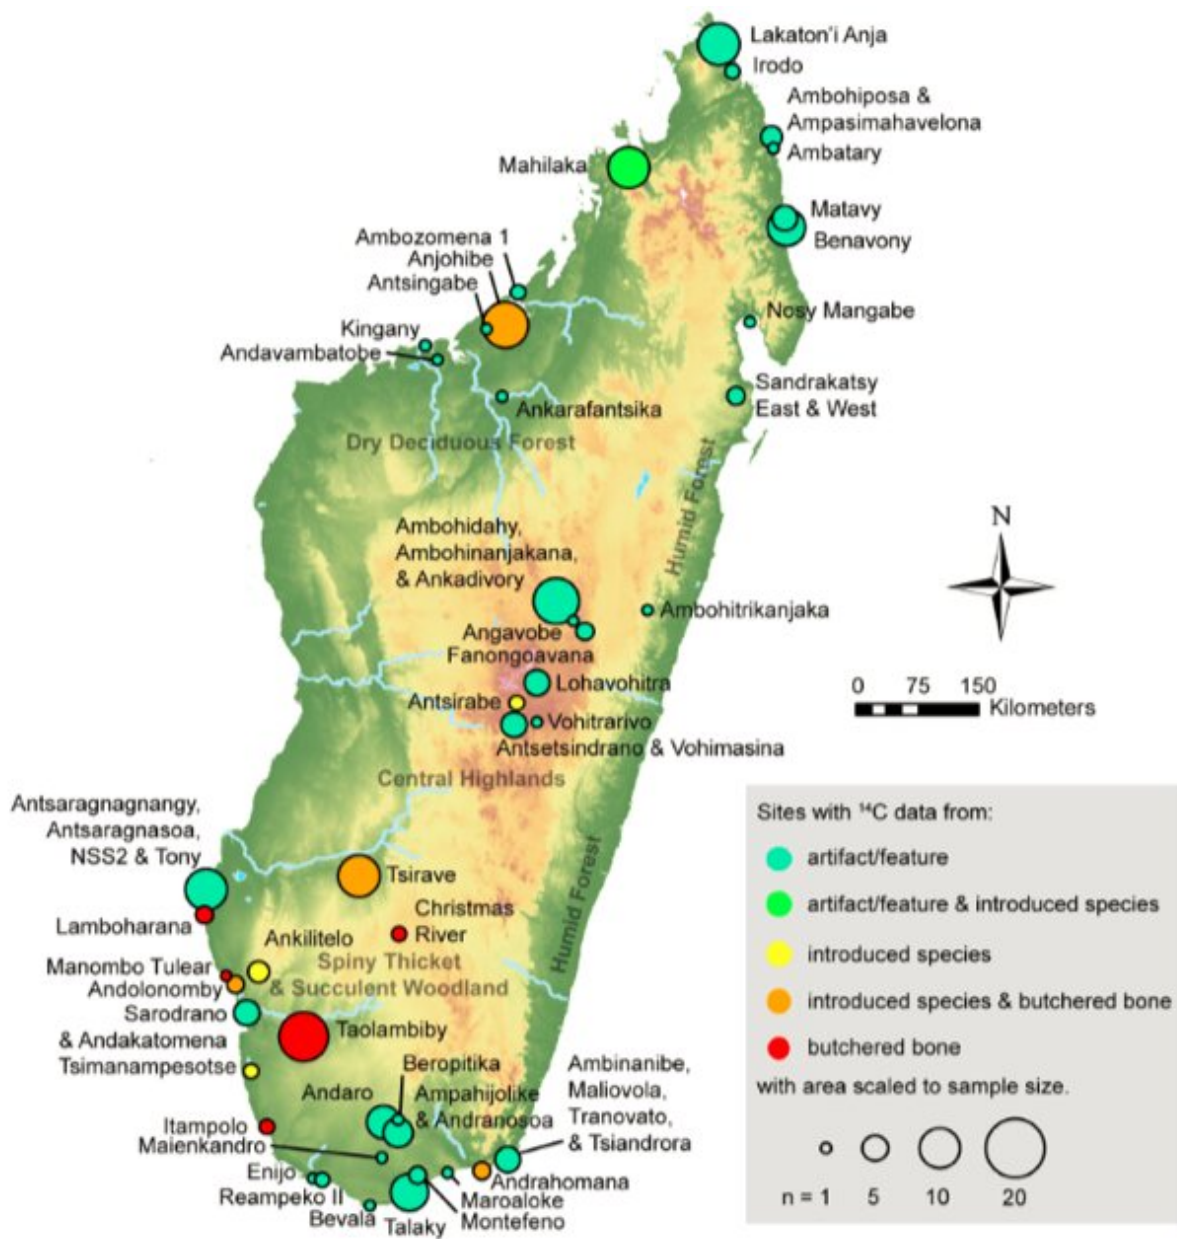 Lakaton'i Anja
Irodo
Ambohiposa &
Ampasimahavelona
Ambatary
Mahilaka
Matavy
Benavony
Ambozomena 1
Anjohibe
Antsingabe
Nosy Mangabe
Kingany
Andavambatobe
Sandrakatsy
East & West
Ankarafantsika
Dry Deciduous Forest
Humid Forest
Ambohidahy,
Ambohinanjakana,
& Ankadivory
N
Ambohitrikanjaka
Angavobe
Fanongoavana
Lohavohitra
0 75 150
Kilometers
Antsirabe
Vohitrarivo
Antsetsindrano & Vohimasina
Central Highlands
Antsaragnagnangy,
Antsaragnasoa,
NSS2 & Tony
Tsirave
Lamboharana
Christmas
River
Humid Forest
Ankilitelo
Spiny Thicket
& Succulent Woodland
Manombo Tulear
Andolonomby
Sarodrano
& Andakatomena
Taolambiby
Tsimanampesotse
Beropitika
Andaro
Ampahijolike
& Andranosoa
Ambinanibe,
Maliovola,
Tranovato,
& Tsiandrora
Itampolo
Maienkandro
Enijo
Reampeko II
Bevala
Talaky
Andrahomana
Maroaloke
Montefeno
Sites with ¹⁴C data from:
artifact/feature
artifact/feature & introduced species
introduced species
introduced species & butchered bone
butchered bone
with area scaled to sample size.
n = 1 5 10 20